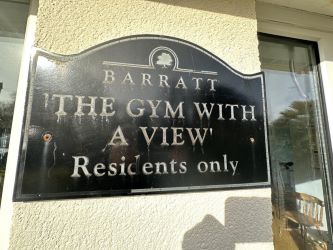 BARRATT
'THE GYM WITH
A VIEW'
Residents only